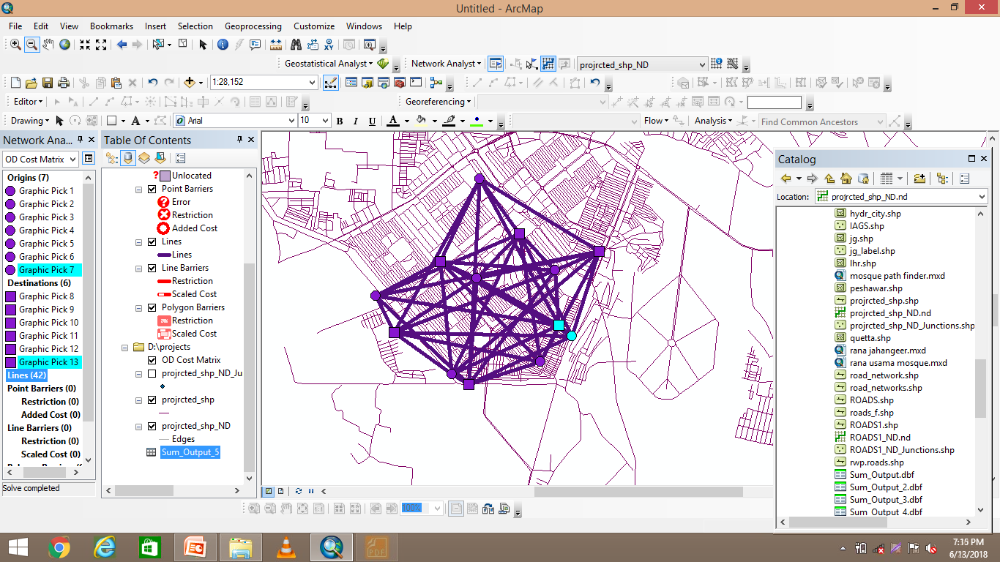 Untitled - ArcMap
File Edit View Bookmarks Insert Selection Geoprocessing Customize Windows Help
Geostatistical Analyst Network Analyst projrcted_shp_ND
1:28,152
Editor Georeferencing
Drawing A Arial 10 B I U A Flow Analysis Find Common Ancestors
Network Ana...
OD Cost Matrix
Origins (7)
Graphic Pick 1
Graphic Pick 2
Graphic Pick 3
Graphic Pick 4
Graphic Pick 5
Graphic Pick 6
Graphic Pick 7
Destinations (6)
Graphic Pick 8
Graphic Pick 9
Graphic Pick 10
Graphic Pick 11
Graphic Pick 12
Graphic Pick 13
Lines (42)
Point Barriers (0)
Restriction (0)
Added Cost (0)
Line Barriers (0)
Restriction (0)
Scaled Cost (0)
Solve completed
Table Of Contents
Unlocated
Point Barriers
Error
Restriction
Added Cost
Lines
Lines
Line Barriers
Restriction
Scaled Cost
Polygon Barriers
Restriction
Scaled Cost
D:\projects
OD Cost Matrix
projrcted_shp_ND_Ju
projrcted_shp
projrcted_shp_ND
Edges
Sum_Output_5
100%
Catalog
Location: projrcted_shp_ND.nd
hydr_city.shp
IAGS.shp
jg.shp
jg_label.shp
lhr.shp
mosque path finder.mxd
peshawar.shp
projrcted_shp.shp
projrcted_shp_ND.nd
projrcted_shp_ND_Junctions.shp
quetta.shp
rana jahangeer.mxd
rana usama mosque.mxd
road_network.shp
road_networks.shp
ROADS.shp
roads_f.shp
ROADS1.shp
ROADS1_ND.nd
ROADS1_ND_Junctions.shp
rwp.roads.shp
Sum_Output.dbf
Sum_Output_2.dbf
Sum_Output_3.dbf
Sum_Output_4.dbf
PDF
7:15 PM
6/13/2018